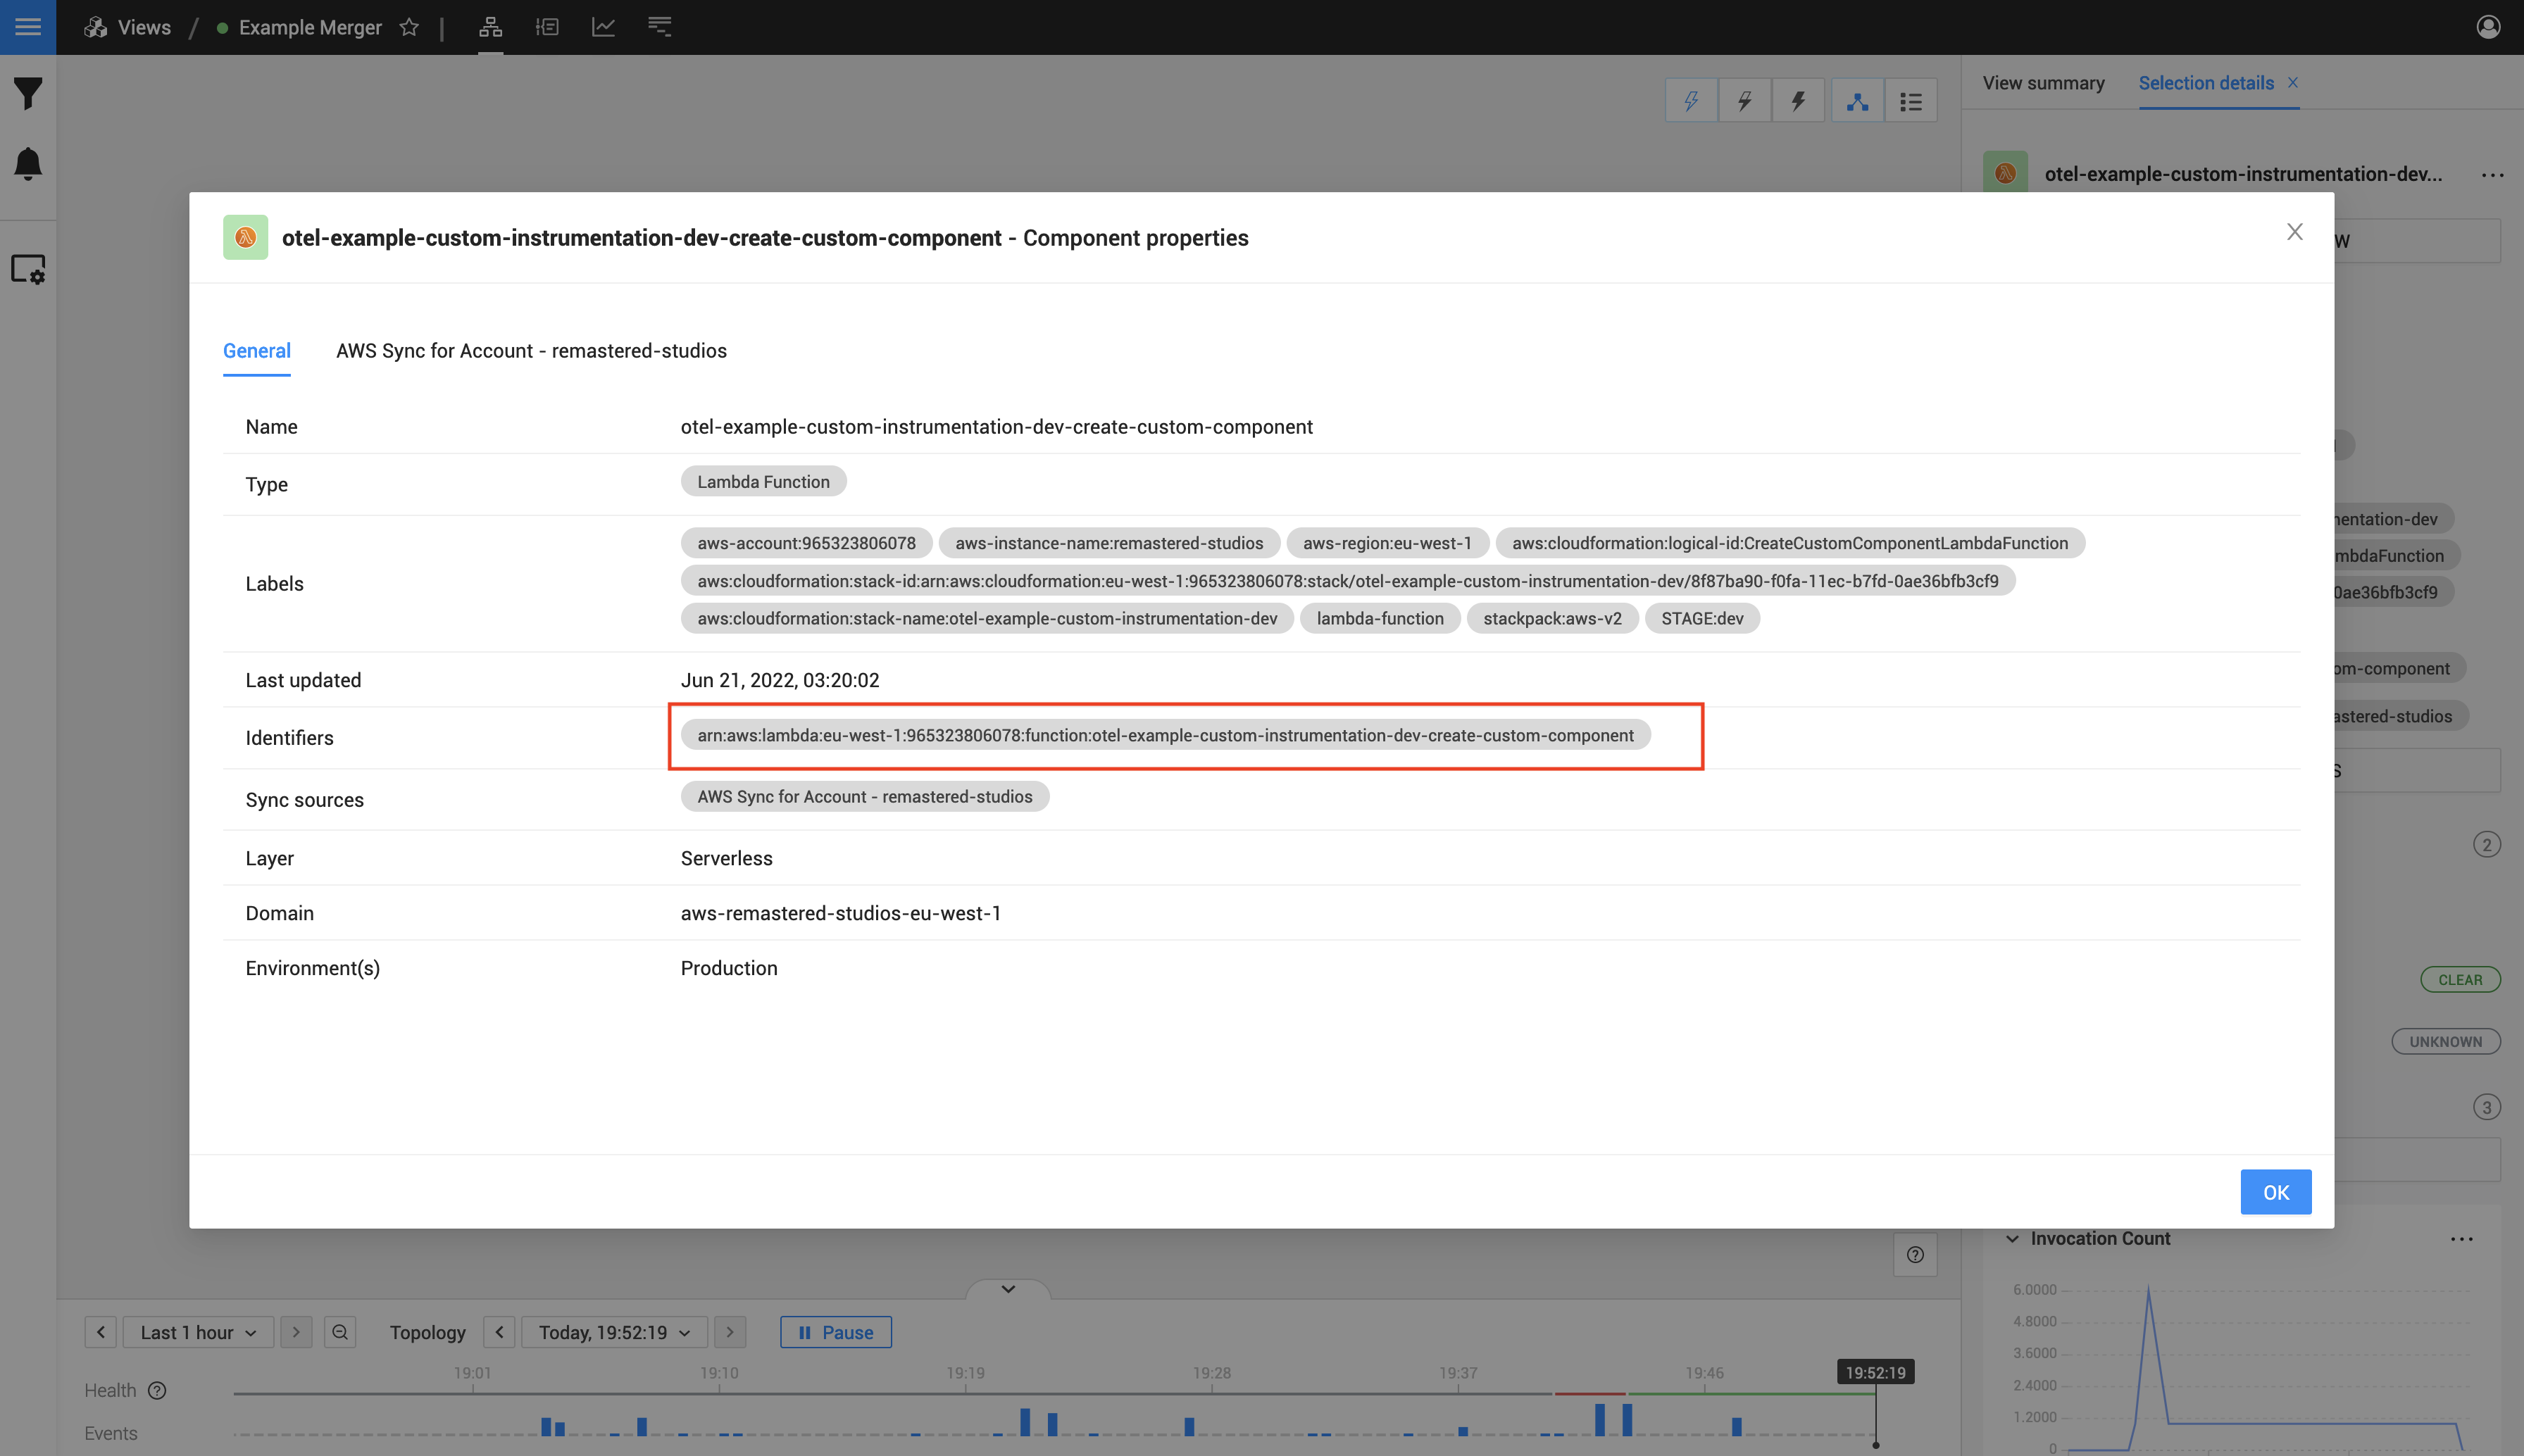 Views / Example Merger
View summary
Selection details
otel-example-custom-instrumentation-dev...
otel-example-custom-instrumentation-dev-create-custom-component - Component properties
General
AWS Sync for Account - remastered-studios
Name
otel-example-custom-instrumentation-dev-create-custom-component
Type
Lambda Function
Labels
aws-account:965323806078
aws-instance-name:remastered-studios
aws-region:eu-west-1
aws:cloudformation:logical-id:CreateCustomComponentLambdaFunction
aws:cloudformation:stack-id:arn:aws:cloudformation:eu-west-1:965323806078:stack/otel-example-custom-instrumentation-dev/8f87ba90-f0fa-11ec-b7fd-0ae36bfb3cf9
aws:cloudformation:stack-name:otel-example-custom-instrumentation-dev
lambda-function
stackpack:aws-v2
STAGE:dev
Last updated
Jun 21, 2022, 03:20:02
Identifiers
arn:aws:lambda:eu-west-1:965323806078:function:otel-example-custom-instrumentation-dev-create-custom-component
Sync sources
AWS Sync for Account - remastered-studios
Layer
Serverless
Domain
aws-remastered-studios-eu-west-1
Environment(s)
Production
OK
W
entation-dev
mbdaFunction
0ae36bfb3cf9
om-component
astered-studios
S
2
CLEAR
UNKNOWN
3
Invocation Count
6.0000
4.8000
3.6000
2.4000
1.2000
0
Last 1 hour
Topology
Today, 19:52:19
Pause
19:01
19:10
19:19
19:28
19:37
19:46
19:52:19
Health
Events